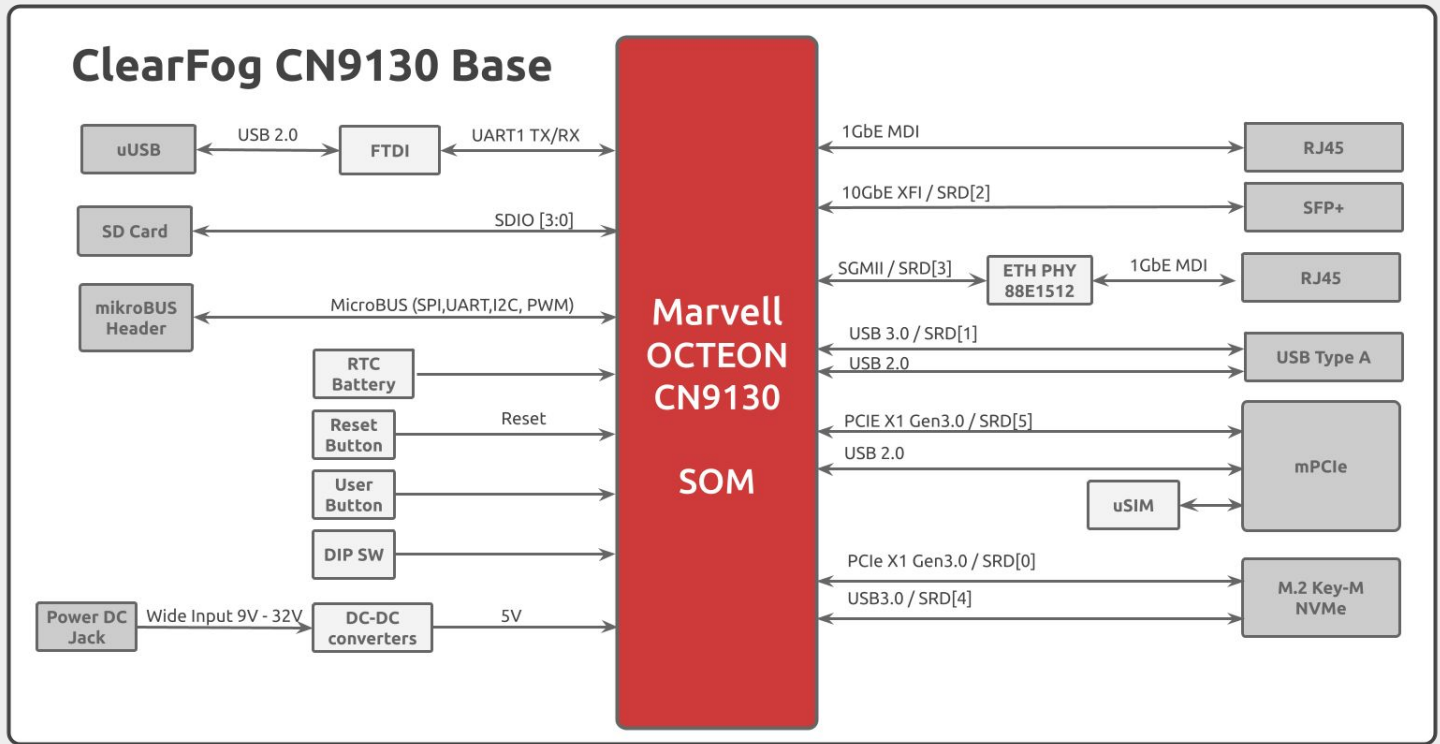 ClearFog CN9130 Base
uUSB
USB 2.0
FTDI
UART1 TX/RX
SD Card
SDIO [3:0]
mikroBUS
Header
MicroBUS (SPI,UART,I2C, PWM)
RTC
Battery
Reset
Button
Reset
User
Button
DIP SW
Power DC
Jack
Wide Input 9V - 32V
DC-DC
converters
5V
Marvell
OCTEON
CN9130
SOM
1GbE MDI
RJ45
10GbE XFI / SRD[2]
SFP+
SGMII / SRD[3]
ETH PHY
88E1512
1GbE MDI
RJ45
USB 3.0 / SRD[1]
USB 2.0
USB Type A
PCIE X1 Gen3.0 / SRD[5]
USB 2.0
mPCIe
uSIM
PCIe X1 Gen3.0 / SRD[0]
USB3.0 / SRD[4]
M.2 Key-M
NVMe